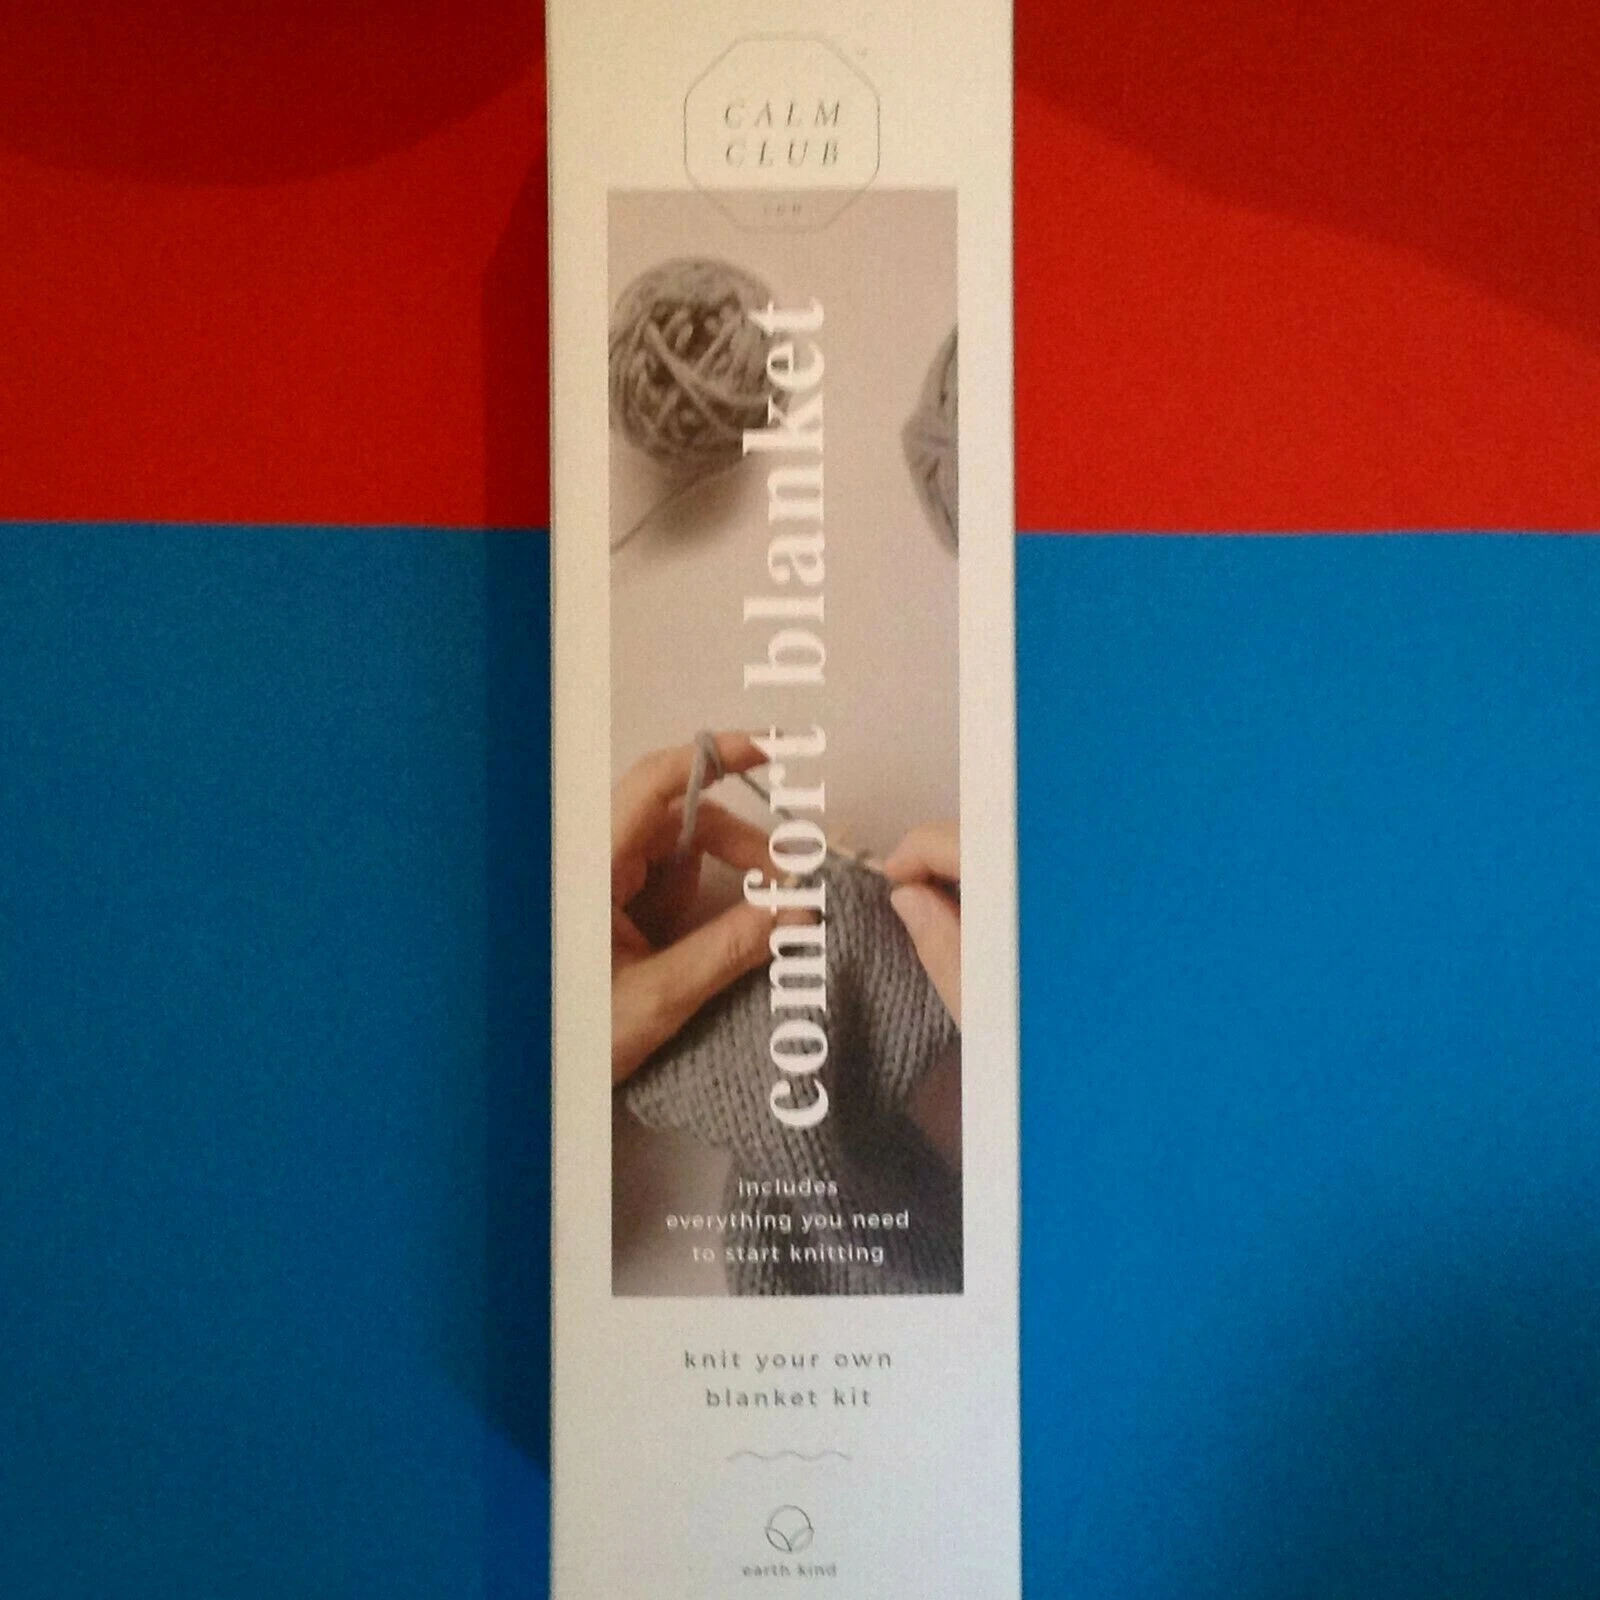 CALM
CLUB
comfort blanket
includes
everything you need
to start knitting
knit your own
blanket kit
earth kind